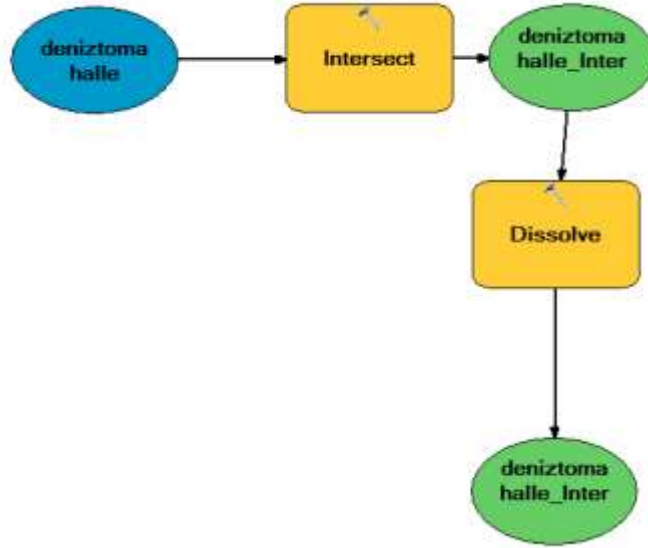 deniztoma
halle
Intersect
deniztoma
halle_Inter
Dissolve
deniztoma
halle_Inter